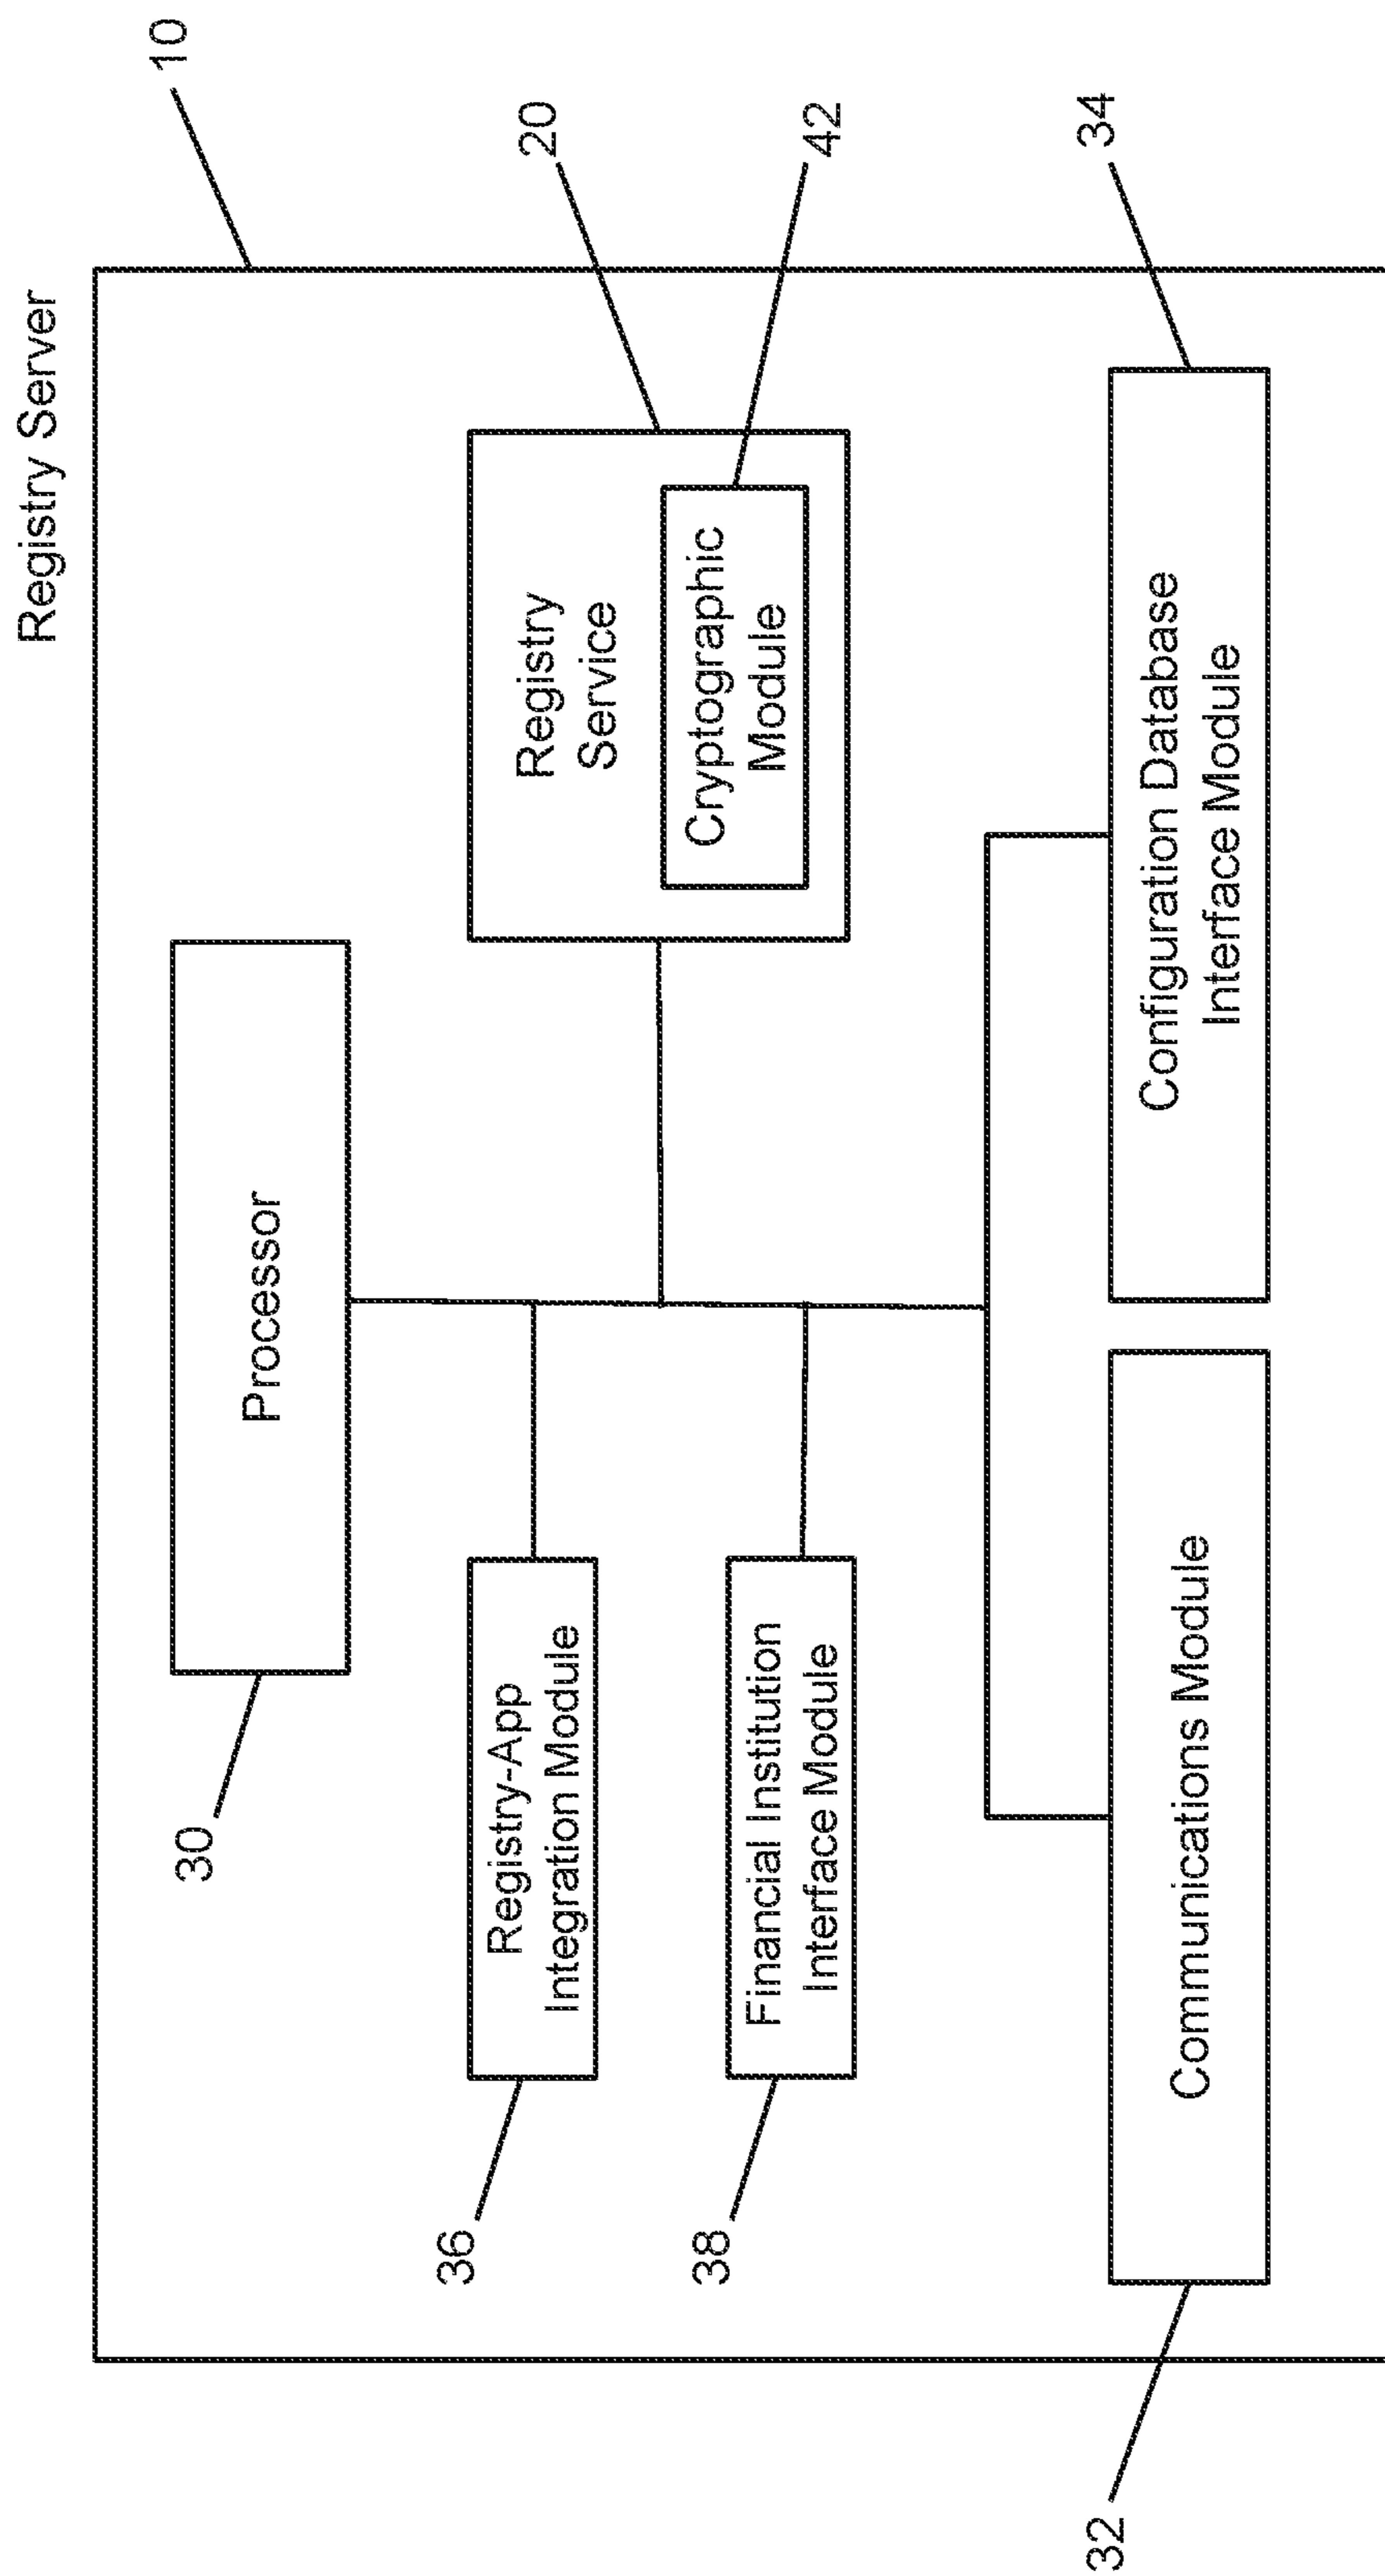 Registry Server
10
Processor
30
Registry-App
Integration Module
36
Registry
Service
20
Cryptographic
Module
42
Financial Institution
Interface Module
38
Communications Module
32
Configuration Database
Interface Module
34